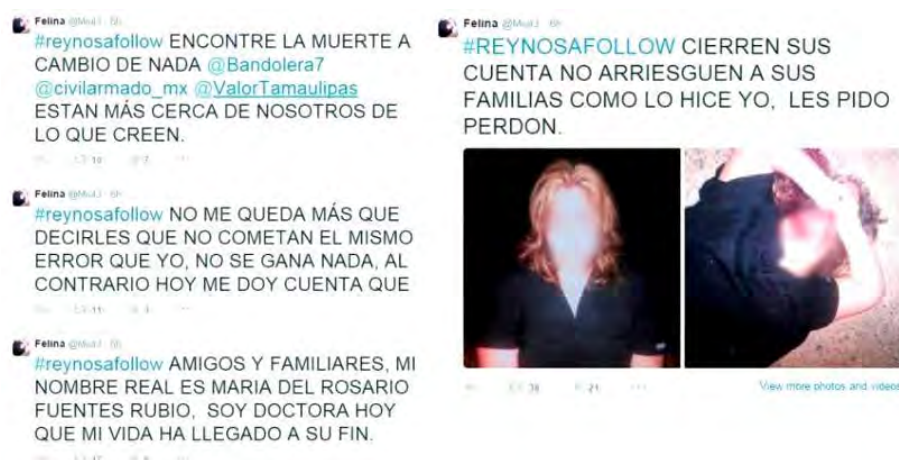 Felina
#reynosafollow ENCONTRE LA MUERTE A
CAMBIO DE NADA @Bandolera7
@civilarmado_mx @ValorTamaulipas
ESTAN MÁS CERCA DE NOSOTROS DE
LO QUE CREEN.
Felina
#reynosafollow NO ME QUEDA MÁS QUE
DECIRLES QUE NO COMETAN EL MISMO
ERROR QUE YO, NO SE GANA NADA, AL
CONTRARIO HOY ME DOY CUENTA QUE
Felina
#reynosafollow AMIGOS Y FAMILIARES, MI
NOMBRE REAL ES MARIA DEL ROSARIO
FUENTES RUBIO, SOY DOCTORA HOY
QUE MI VIDA HA LLEGADO A SU FIN.
Felina
#REYNOSAFOLLOW CIERREN SUS
CUENTA NO ARRIESGUEN A SUS
FAMILIAS COMO LO HICE YO, LES PIDO
PERDON.
38 21
View more photos and videos